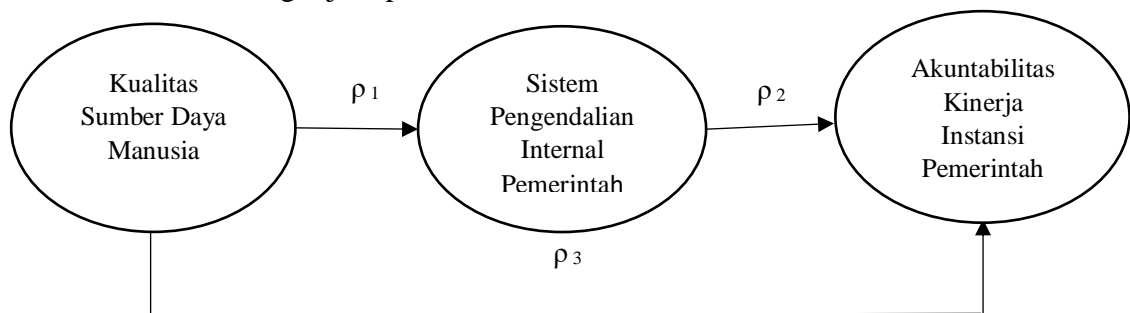 Kualitas
Sumber Daya
Manusia
ρ 1
Sistem
Pengendalian
Internal
Pemerintah
ρ 2
Akuntabilitas
Kinerja
Instansi
Pemerintah
ρ 3